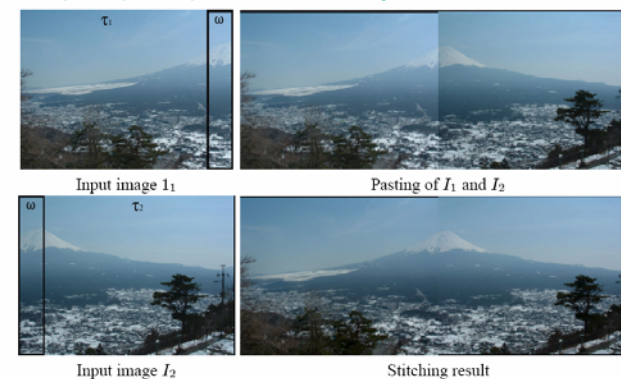 τ₁ ω
Input image 1₁
Pasting of I₁ and I₂
ω τ₂
Input image I₂
Stitching result